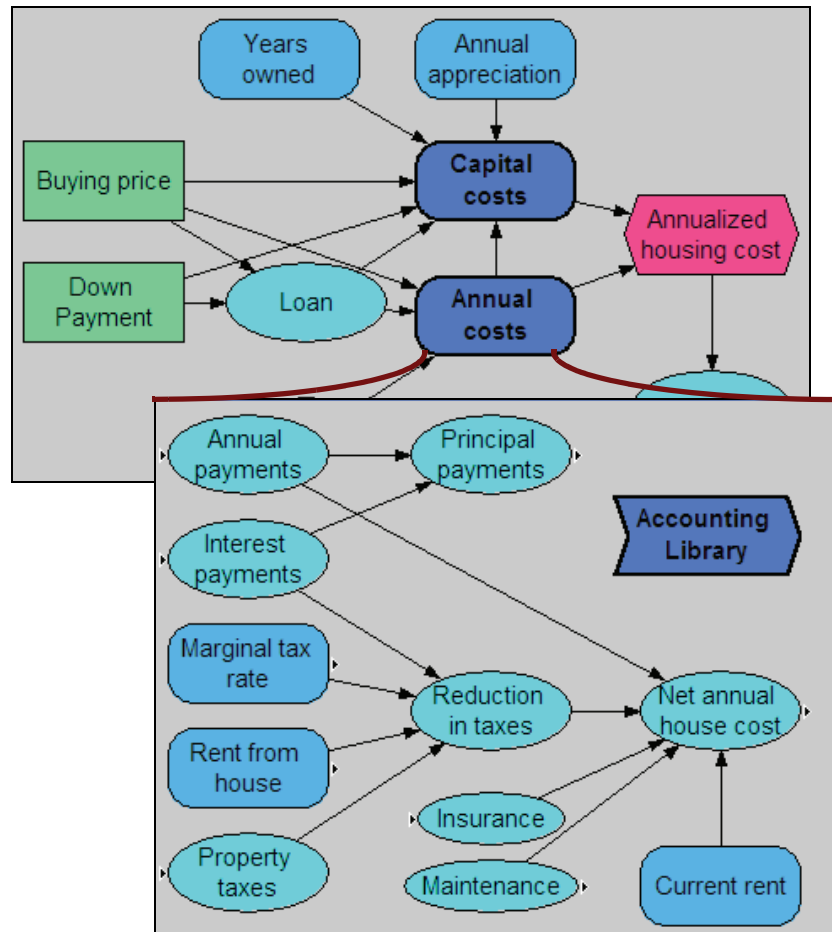 Years
owned
Annual
appreciation
Buying price
Capital
costs
Annualized
housing cost
Down
Payment
Loan
Annual
costs
Annual
payments
Principal
payments
Accounting
Library
Interest
payments
Marginal tax
rate
Reduction
in taxes
Net annual
house cost
Rent from
house
Insurance
Property
taxes
Maintenance
Current rent